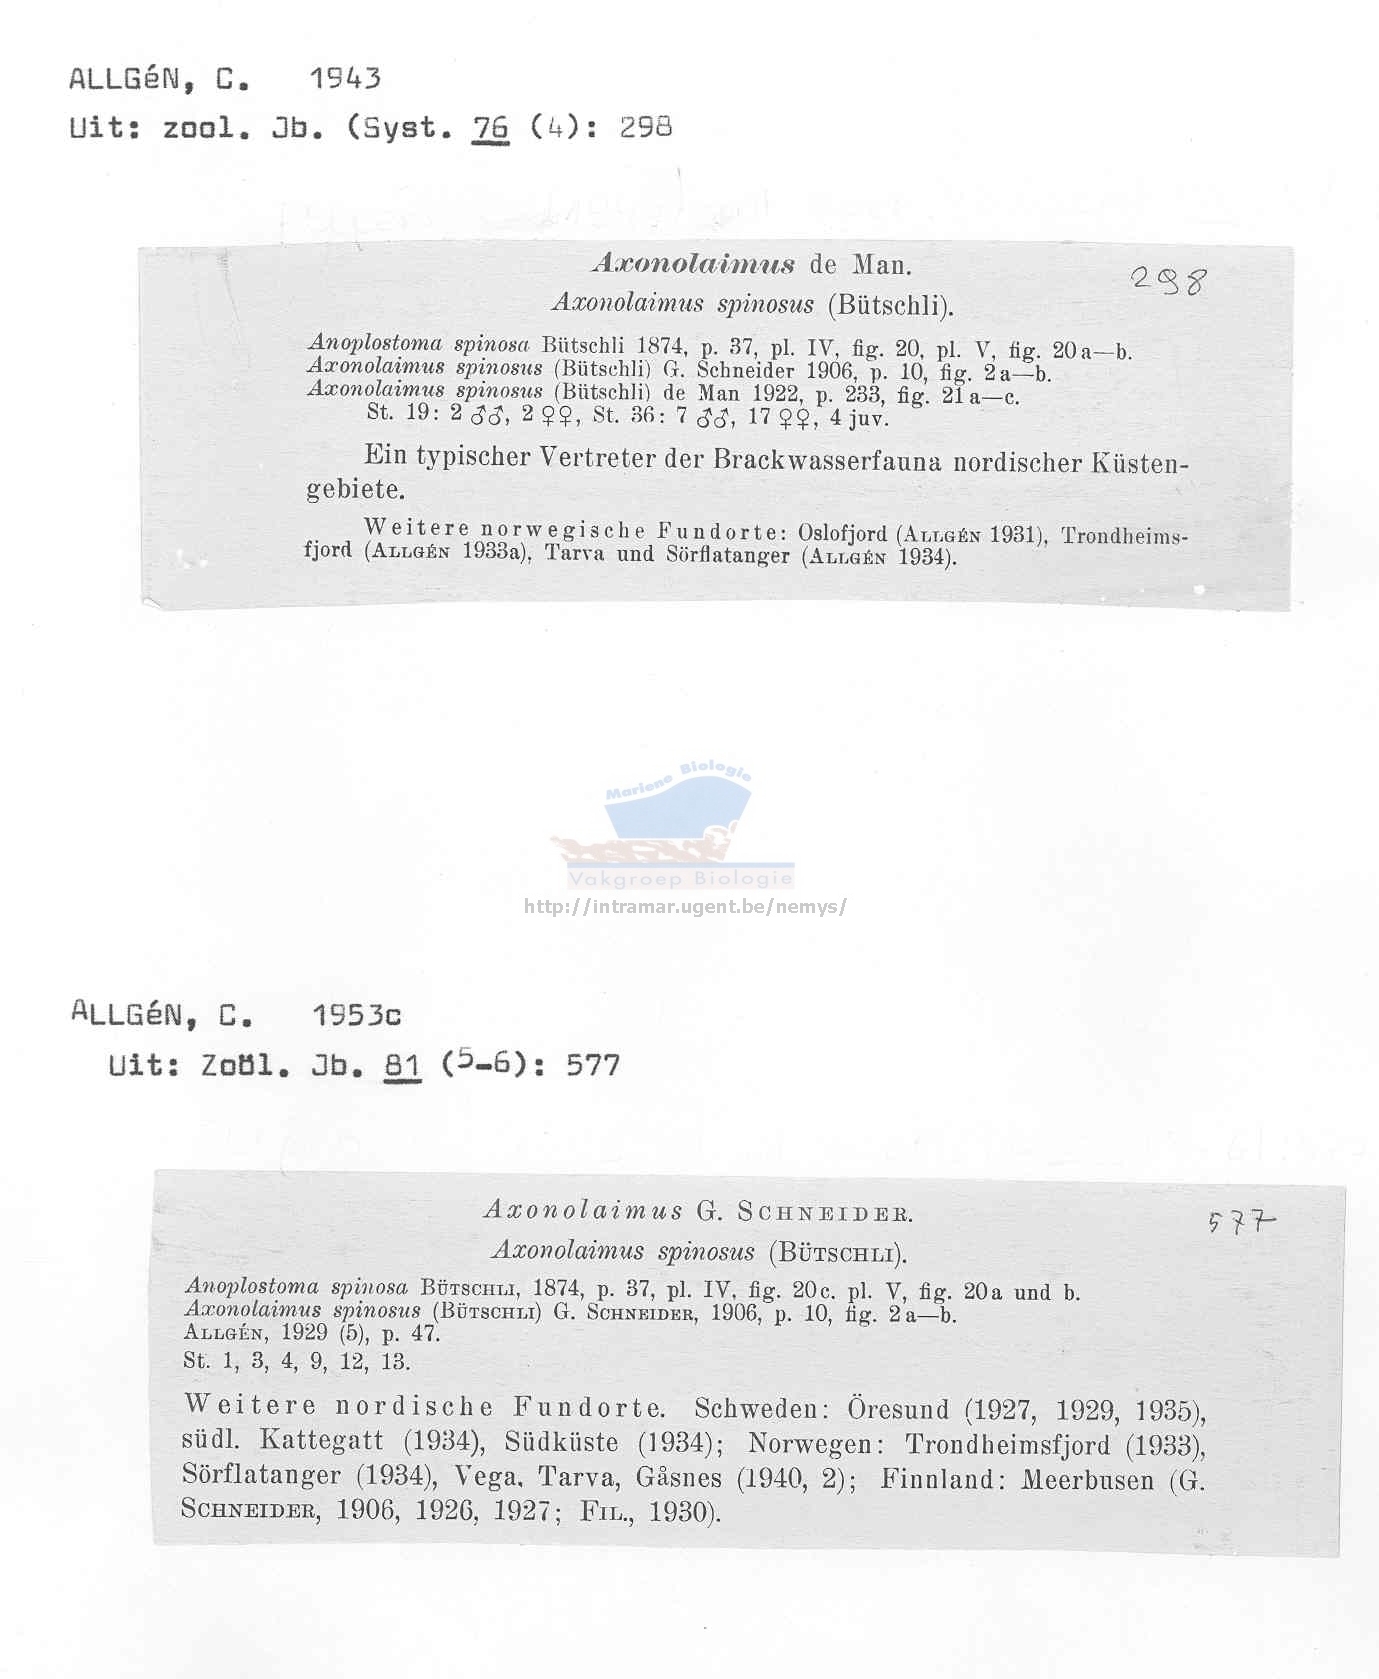 ALLGéN, C. 1943
Uit: zool. Jb. (Syst. 76 (4): 298
Axonolaimus de Man.
298
Axonolaimus spinosus (Bütschli).
Anoplostoma spinosa Bütschli 1874, p. 37, pl. IV, fig. 20, pl. V, fig. 20a—b.
Axonolaimus spinosus (Bütschli) G. Schneider 1906, p. 10, fig. 2a—b.
Axonolaimus spinosus (Bütschli) de Man 1922, p. 233, fig. 21a—c.
St. 19: 2 ♂♂, 2 ♀♀, St. 36: 7 ♂♂, 17 ♀♀, 4 juv.
Ein typischer Vertreter der Brackwasserfauna nordischer Küsten-
gebiete.
Weitere norwegische Fundorte: Oslofjord (ALLGÉN 1931), Trondheims-
fjord (ALLGÉN 1933a), Tarva und Sörflatanger (ALLGÉN 1934).
Mariene Biologie
Vakgroep Biologie
http://intramar.ugent.be/nemys/
ALLGéN, C. 1953c
Uit: Zoöl. Jb. 81 (5-6): 577
Axonolaimus G. SCHNEIDER.
577
Axonolaimus spinosus (BÜTSCHLI).
Anoplostoma spinosa BÜTSCHLI, 1874, p. 37, pl. IV, fig. 20c. pl. V, fig. 20a und b.
Axonolaimus spinosus (BÜTSCHLI) G. SCHNEIDER, 1906, p. 10, fig. 2a—b.
ALLGÉN, 1929 (5), p. 47.
St. 1, 3, 4, 9, 12, 13.
Weitere nordische Fundorte. Schweden: Öresund (1927, 1929, 1935),
südl. Kattegatt (1934), Südküste (1934); Norwegen: Trondheimsfjord (1933),
Sörflatanger (1934), Vega, Tarva, Gåsnes (1940, 2); Finnland: Meerbusen (G.
SCHNEIDER, 1906, 1926, 1927; FIL., 1930).